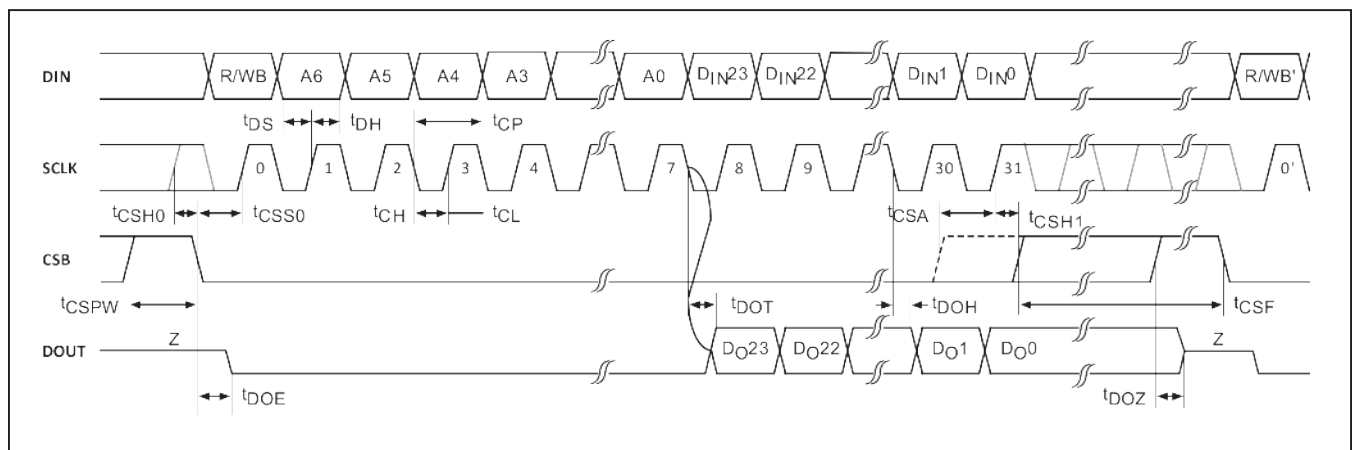 DIN R/WB A6 A5 A4 A3 A0 DIN23 DIN22 DIN1 DIN0 R/WB'
tDS tDH tCP
SCLK 0 1 2 3 4 7 8 9 30 31 0'
tCSH0 tCSS0 tCH tCL tCSA tCSH1
CSB
tCSPW tDOT tDOH tCSF
DOUT Z DO23 DO22 DO1 DO0 Z
tDOE tDOZ